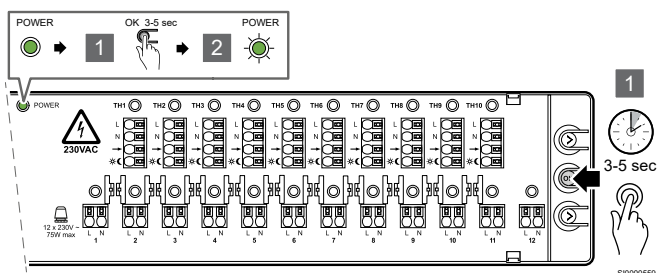 POWER OK 3-5 sec POWER
1 2
POWER TH1 TH2 TH3 TH4 TH5 TH6 TH7 TH8 TH9 TH10
1
L L L L L L L L L L
N N N N N N N N N N
230VAC
3-5 sec
OK
12 x 230V ~
75W max
L N L N L N L N L N L N L N L N L N L N L N L N
1 2 3 4 5 6 7 8 9 10 11 12